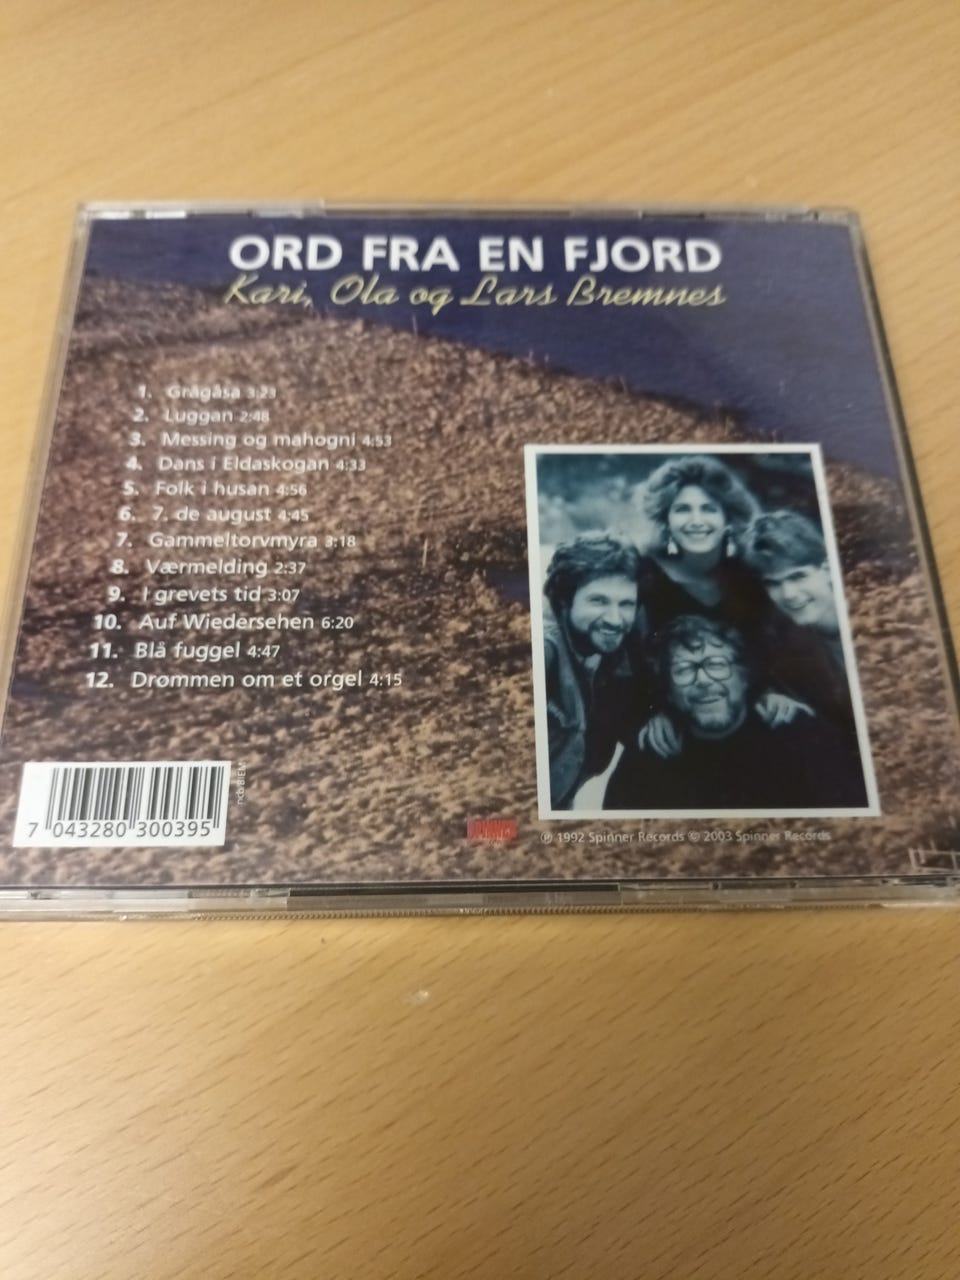 ORD FRA EN FJORD
Kari, Ola og Lars Bremnes
1. Grågåsa 3:23
2. Luggan 2:48
3. Messing og mahogni 4:53
4. Dans i Eldaskogan 4:33
5. Folk i husan 4:56
6. 7. de august 4:45
7. Gammeltorvmyra 3:18
8. Værmelding 2:37
9. I grevets tid 3:07
10. Auf Wiedersehen 6:20
11. Blå fuggel 4:47
12. Drømmen om et orgel 4:15
ncb/BIEM
7 043280 300395
SPINNER
℗ 1992 Spinner Records © 2003 Spinner Records